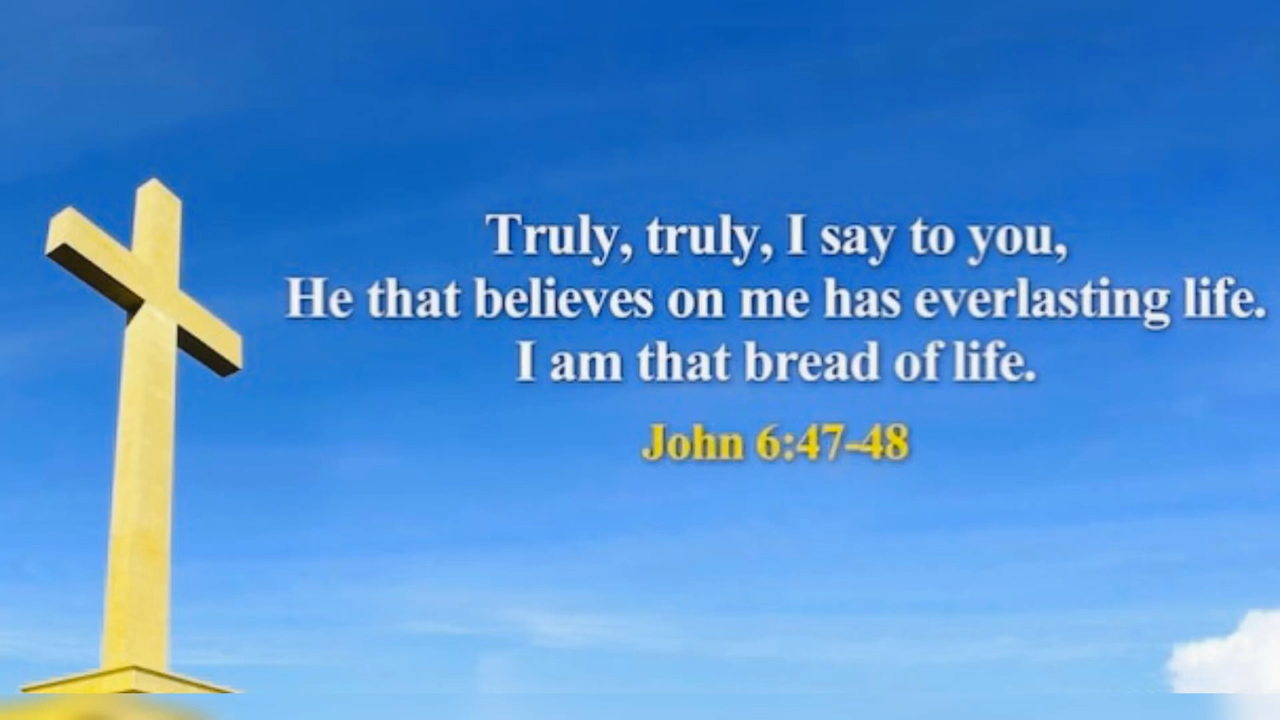 Truly, truly, I say to you,
He that believes on me has everlasting life.
I am that bread of life.
John 6:47-48